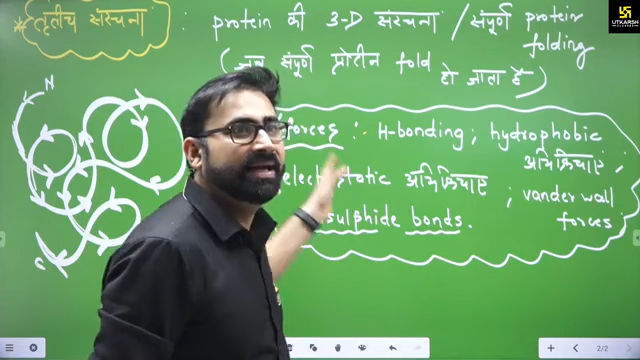 * तृतीय संरचना
: protein की 3-D संरचना / संपूर्ण protein
folding
(जब संपूर्ण प्रोटीन fold हो जाता है)
N
forces : H-bonding ; hydrophobic
अभिक्रियाएं ;
electrostatic अभिक्रियाएं ; vander wall
forces
sulphide bonds.
C
UTKARSH
2/2